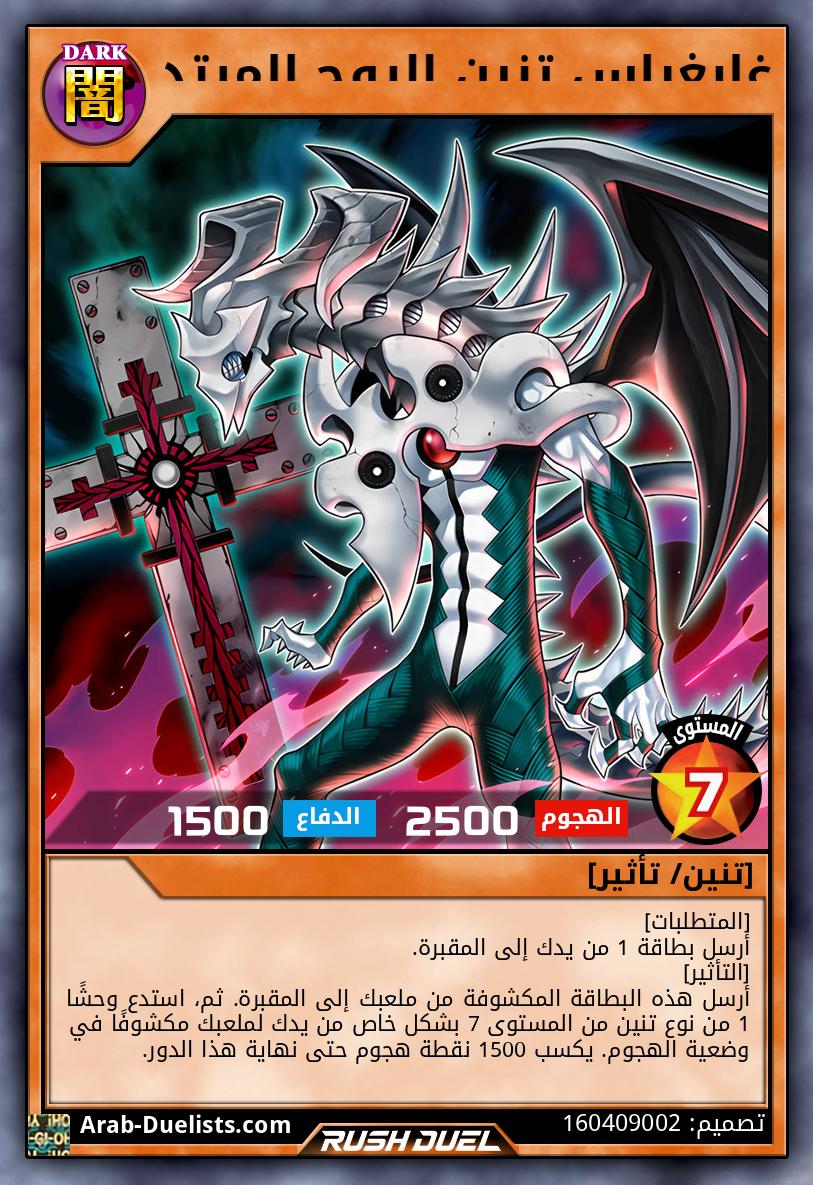 DARK
闇
تنين
المستوى
7
الهجوم 2500 الدفاع 1500
[تنين/ تأثير]
[المتطلبات]
أرسل بطاقة 1 من يدك إلى المقبرة.
[التأثير]
أرسل هذه البطاقة المكشوفة من ملعبك إلى المقبرة. ثم، استدع وحشًا
1 من نوع تنين من المستوى 7 بشكل خاص من يدك لملعبك مكشوفًا في
وضعية الهجوم. يكسب 1500 نقطة هجوم حتى نهاية هذا الدور.
Arab-Duelists.com
RUSH DUEL
تصميم: 160409002